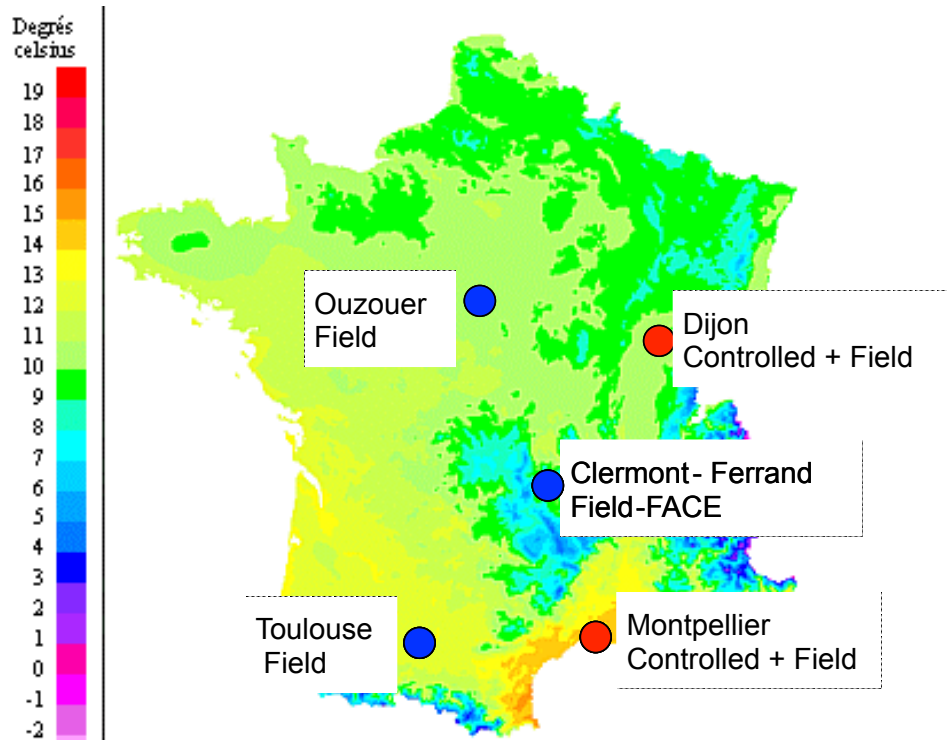 Degrés
celsius
19
18
17
16
15
14
13
12
11
10
9
8
7
6
5
4
3
2
1
0
-1
-2
Ouzouer
Field
Dijon
Controlled + Field
Clermont- Ferrand
Field-FACE
Toulouse
Field
Montpellier
Controlled + Field